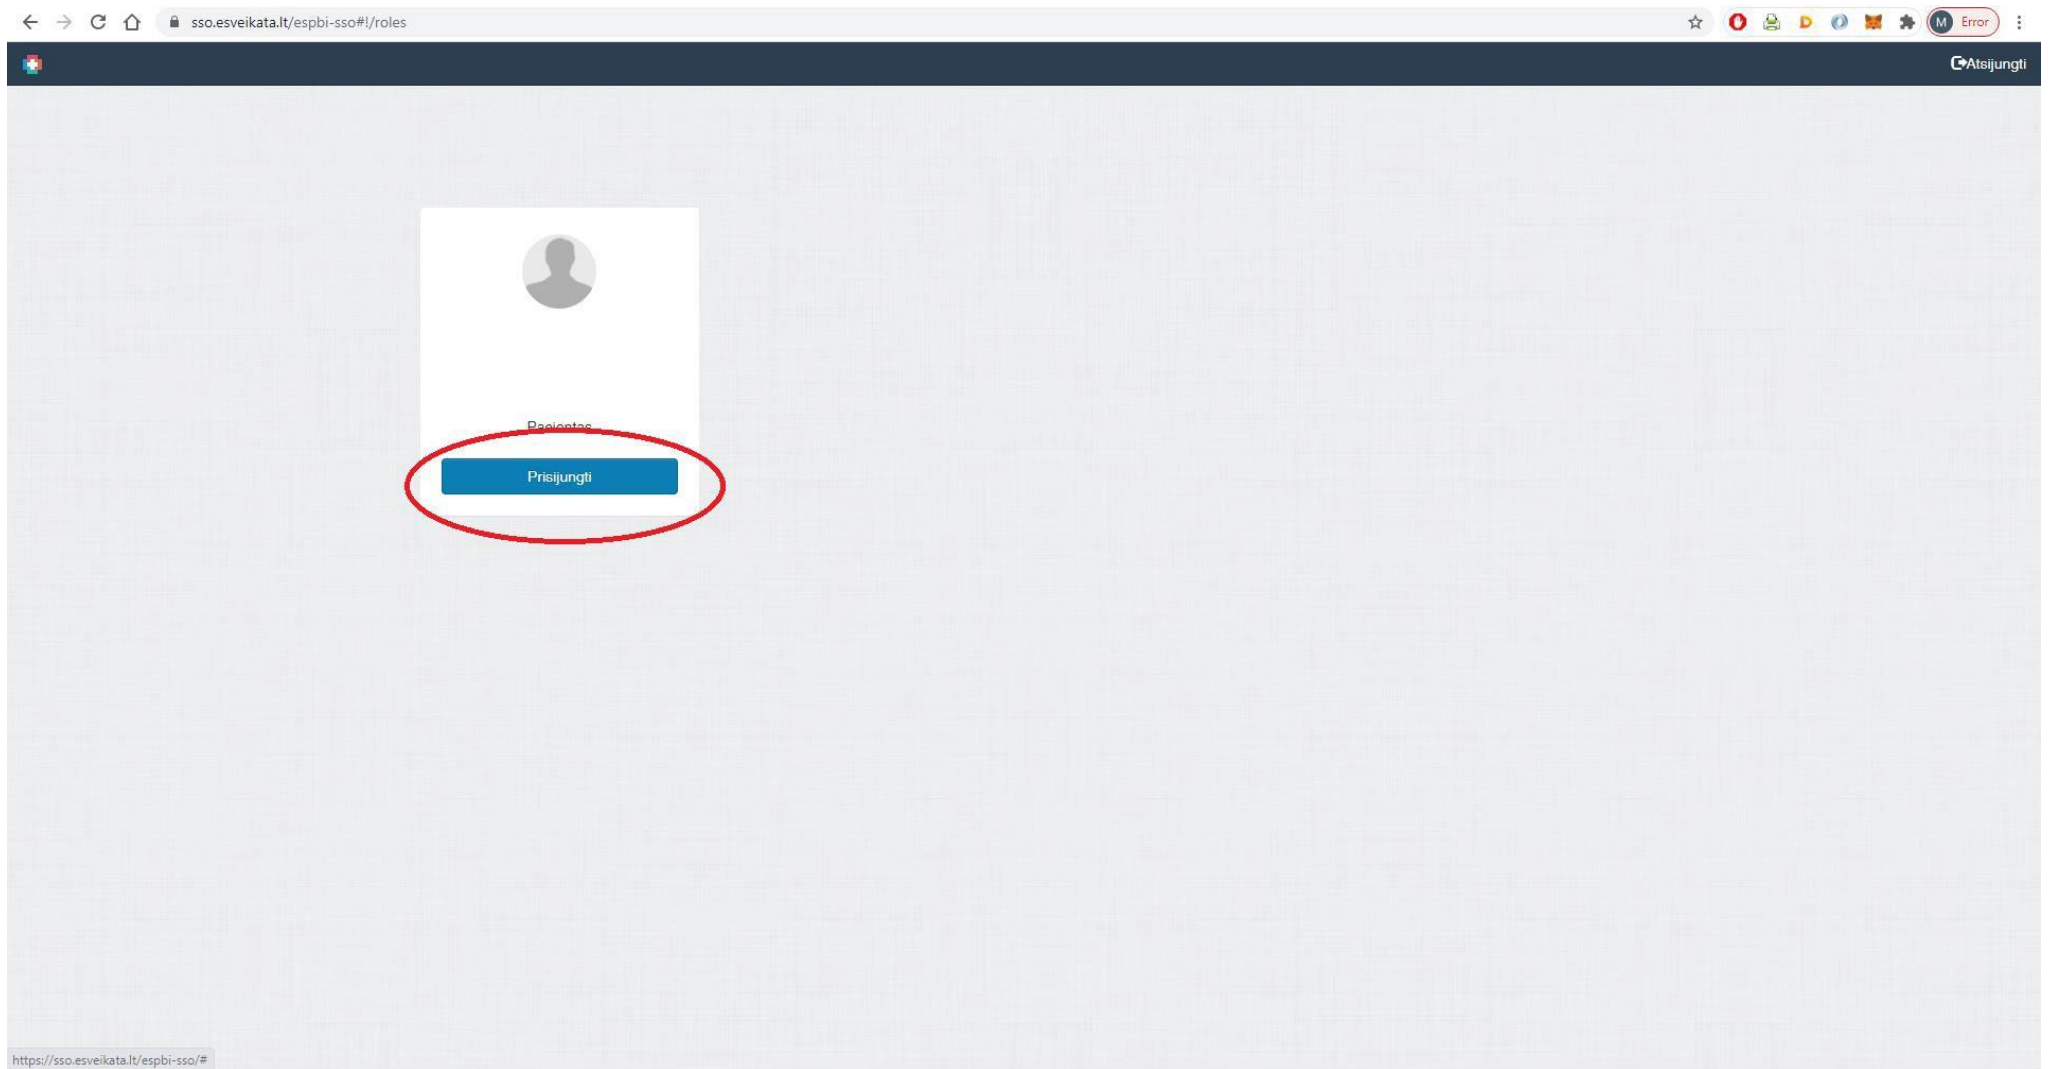 sso.esveikata.lt/espbi-sso#!/roles
M Error
Atsijungti
Pacientas
Prisijungti
https://sso.esveikata.lt/espbi-sso/#